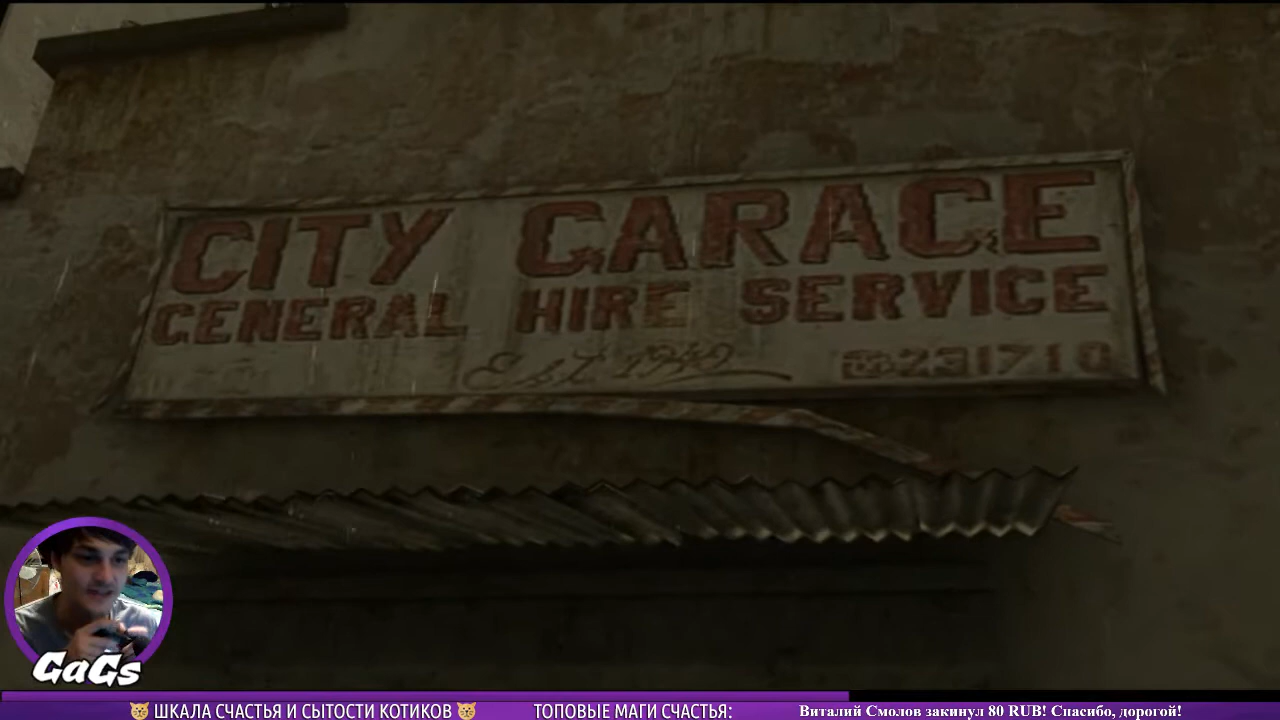 CITY GARAGE
GENERAL HIRE SERVICE
Est 1949
☎231710
GaGs
😺 ШКАЛА СЧАСТЬЯ И СЫТОСТИ КОТИКОВ 😺 ТОПОВЫЕ МАГИ СЧАСТЬЯ: Виталий Смолов закинул 80 RUB! Спасибо, дорогой!